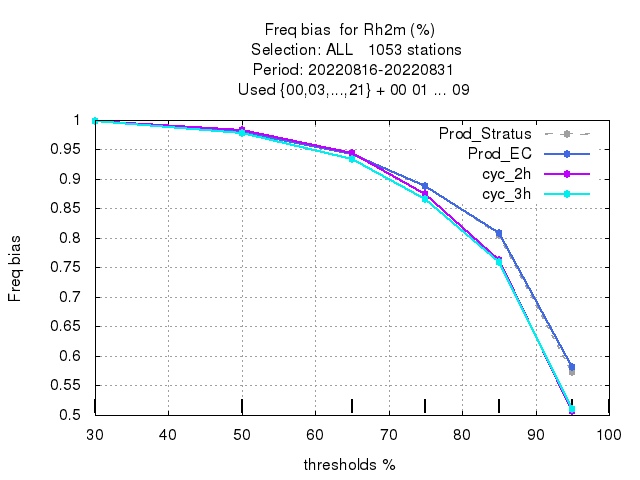 Freq bias  for Rh2m (%)
Selection: ALL   1053 stations
Period: 20220816-20220831
Used {00,03,...,21} + 00 01 ... 09
Prod_Stratus
Prod_EC
cyc_2h
cyc_3h
1
0.95
0.9
0.85
0.8
0.75
0.7
0.65
0.6
0.55
0.5
Freq bias
30 40 50 60 70 80 90 100
thresholds %